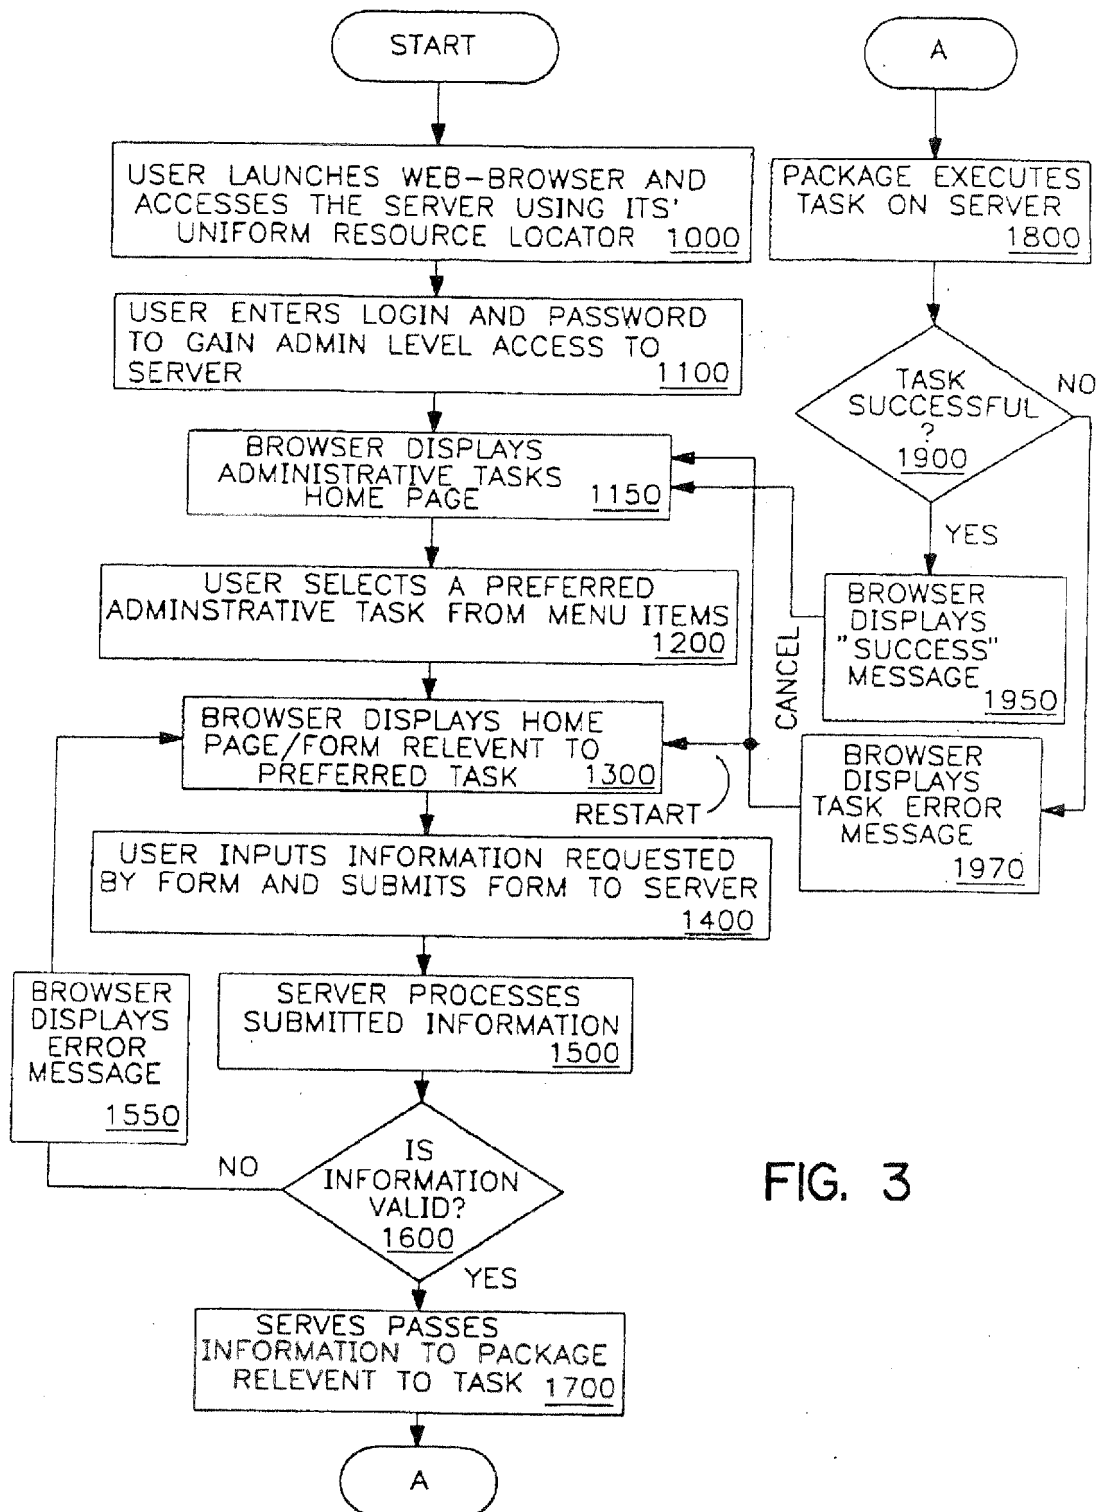 START
USER LAUNCHES WEB-BROWSER AND
ACCESSES THE SERVER USING ITS'
UNIFORM RESOURCE LOCATOR 1000
USER ENTERS LOGIN AND PASSWORD
TO GAIN ADMIN LEVEL ACCESS TO
SERVER 1100
BROWSER DISPLAYS
ADMINISTRATIVE TASKS
HOME PAGE 1150
USER SELECTS A PREFERRED
ADMINSTRATIVE TASK FROM MENU ITEMS
1200
BROWSER DISPLAYS HOME
PAGE/FORM RELEVENT TO
PREFERRED TASK 1300
USER INPUTS INFORMATION REQUESTED
BY FORM AND SUBMITS FORM TO SERVER
1400
SERVER PROCESSES
SUBMITTED INFORMATION
1500
BROWSER
DISPLAYS
ERROR
MESSAGE
1550
IS
INFORMATION
VALID?
1600
NO
YES
SERVES PASSES
INFORMATION TO PACKAGE
RELEVENT TO TASK 1700
A
A
PACKAGE EXECUTES
TASK ON SERVER
1800
TASK
SUCCESSFUL
?
1900
NO
YES
BROWSER
DISPLAYS
"SUCCESS"
MESSAGE
1950
CANCEL
BROWSER
DISPLAYS
TASK ERROR
MESSAGE
1970
RESTART
FIG. 3